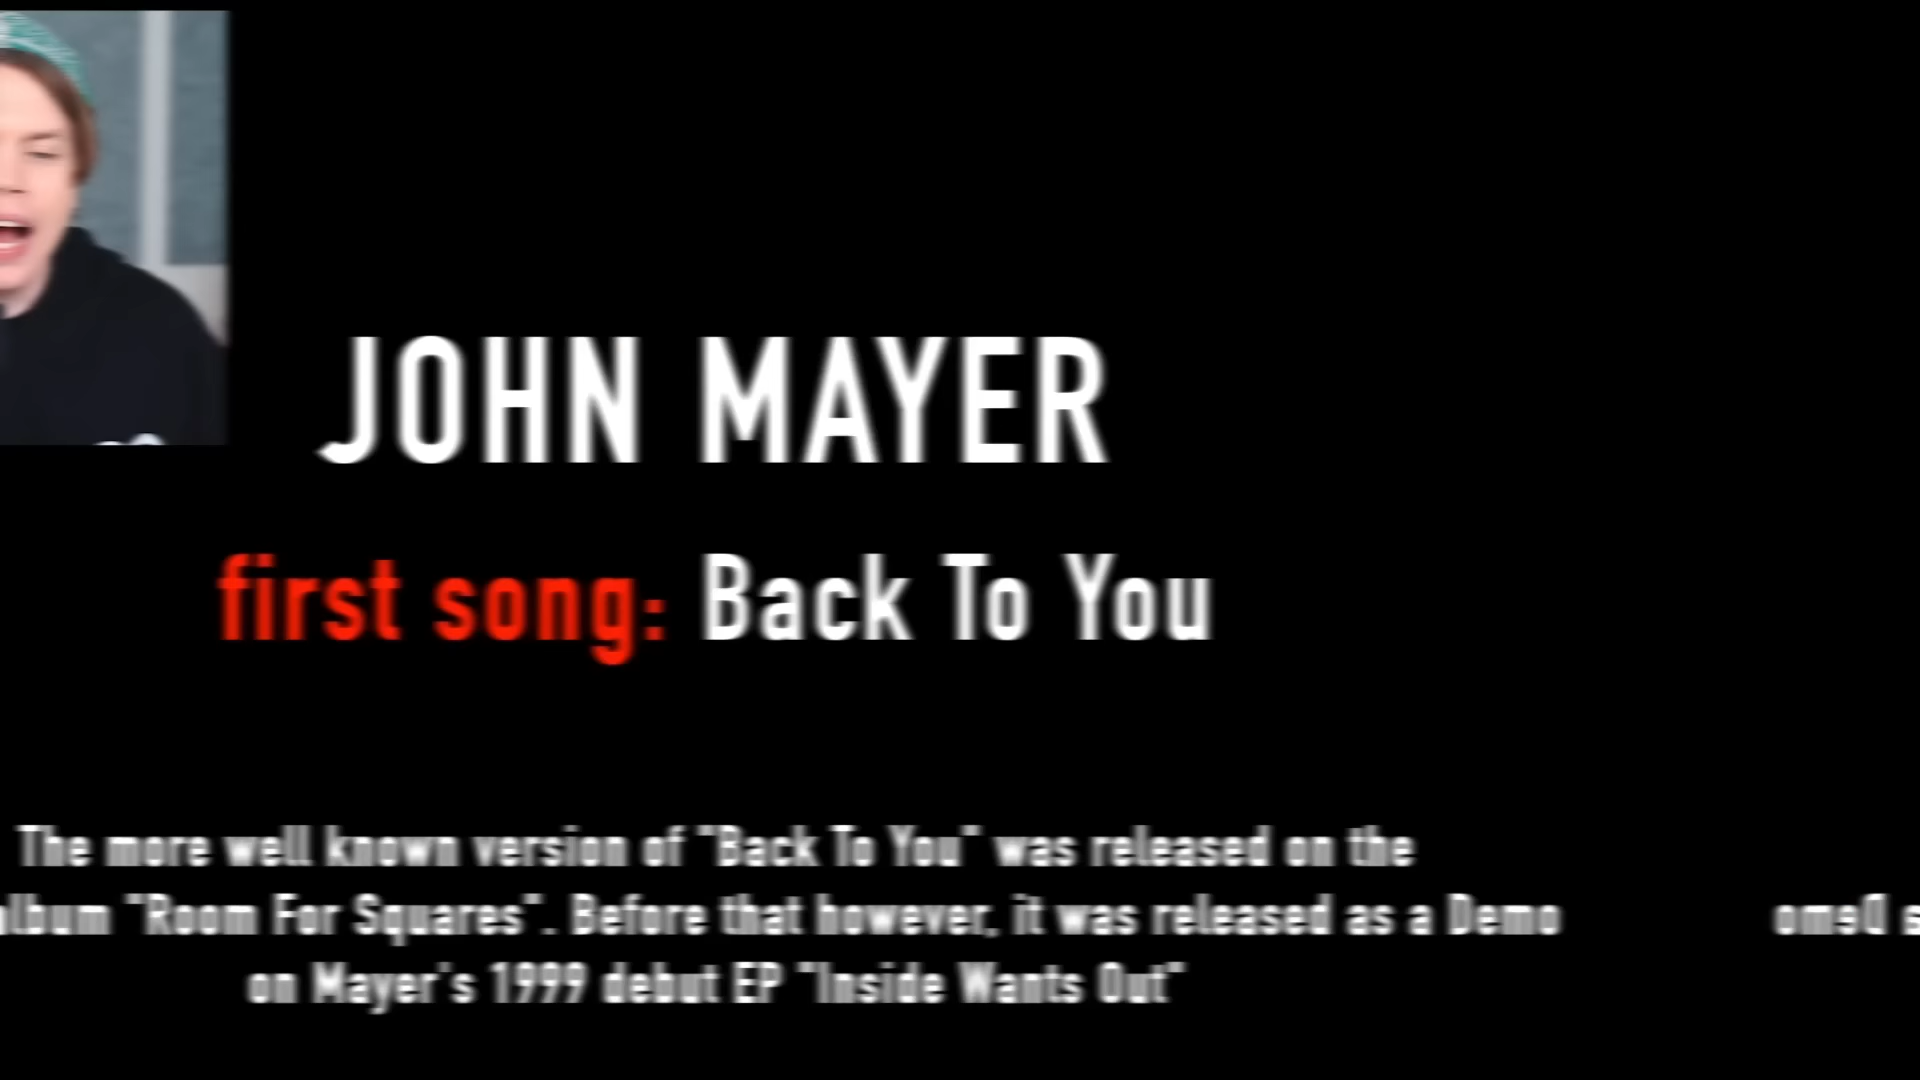 JOHN MAYER
first song: Back To You
The more well known version of "Back To You" was released on the
album "Room For Squares". Before that however, it was released as a Demo
on Mayer's 1999 debut EP "Inside Wants Out"